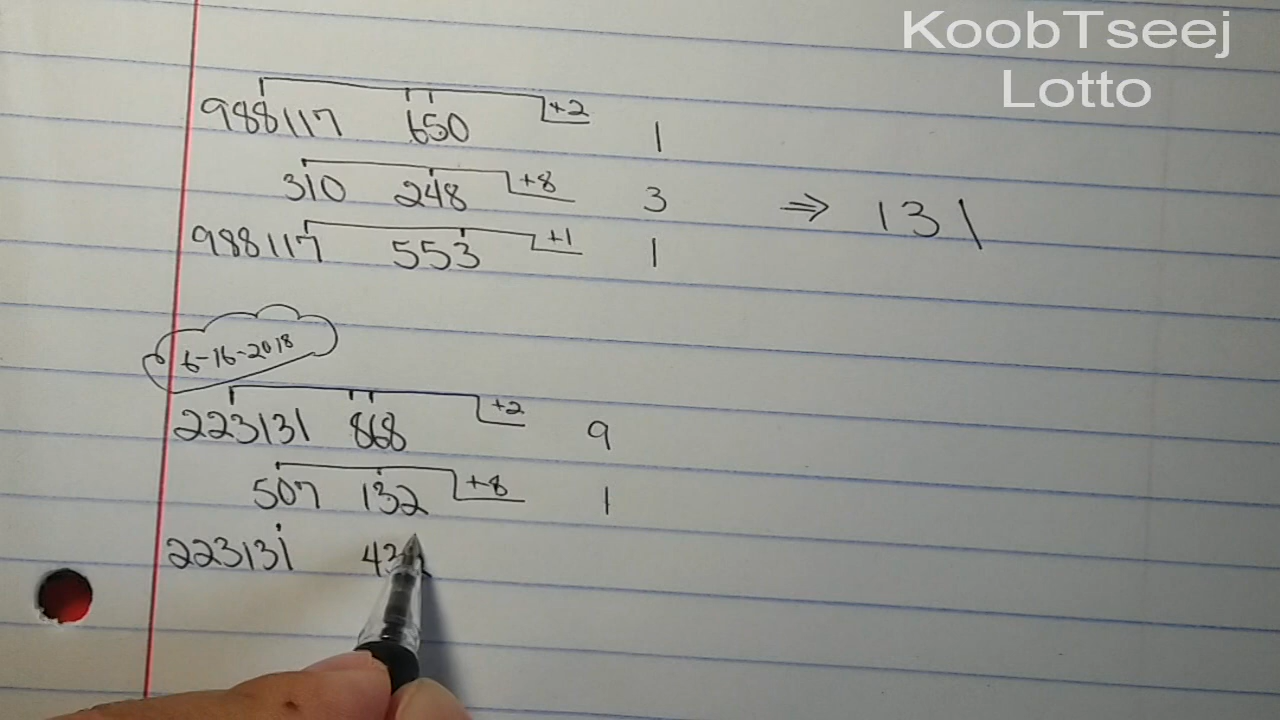 KoobTseej
Lotto
988117 650 +2 1
310 248 +8 3
988117 553 +1 1
⇒ 131
6-16-2018
223131 868 +2 9
507 132 +8 1
223131 43